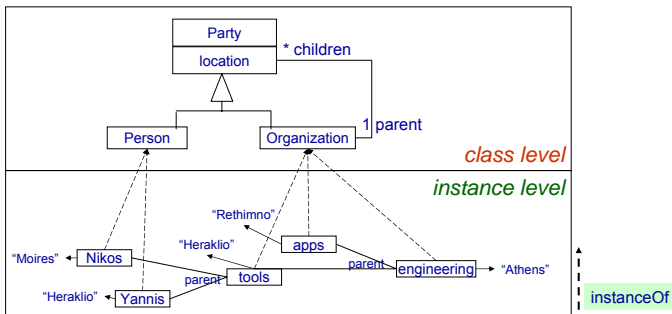 Party
* children
location
1 parent
Person
Organization
class level
instance level
“Rethimno”
apps
“Moires”
Nikos
“Heraklio”
parent
engineering
“Athens”
tools
parent
“Heraklio”
Yannis
instanceOf